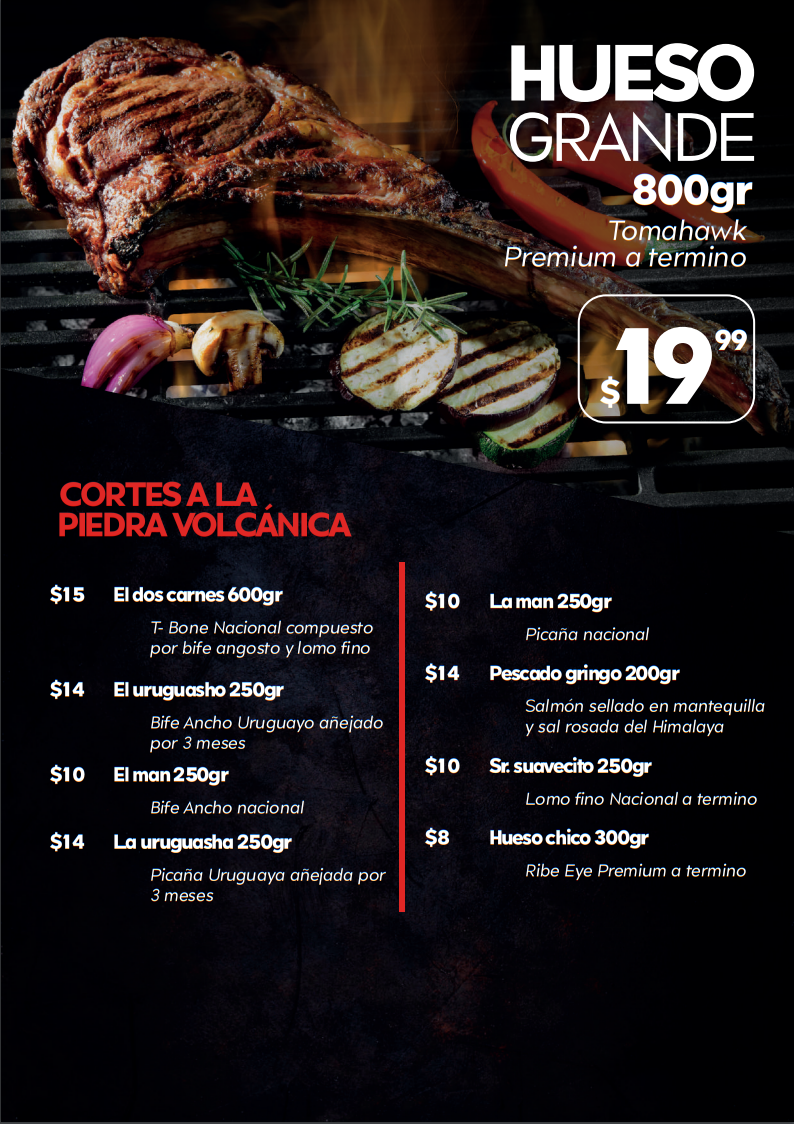 HUESO
GRANDE
800gr
Tomahawk
Premium a termino
$19.99
CORTES A LA
PIEDRA VOLCÁNICA
$15 El dos carnes 600gr
T- Bone Nacional compuesto
por bife angosto y lomo fino
$14 El uruguasho 250gr
Bife Ancho Uruguayo añejado
por 3 meses
$10 El man 250gr
Bife Ancho nacional
$14 La uruguasha 250gr
Picaña Uruguaya añejada por
3 meses
$10 La man 250gr
Picaña nacional
$14 Pescado gringo 200gr
Salmón sellado en mantequilla
y sal rosada del Himalaya
$10 Sr. suavecito 250gr
Lomo fino Nacional a termino
$8 Hueso chico 300gr
Ribe Eye Premium a termino